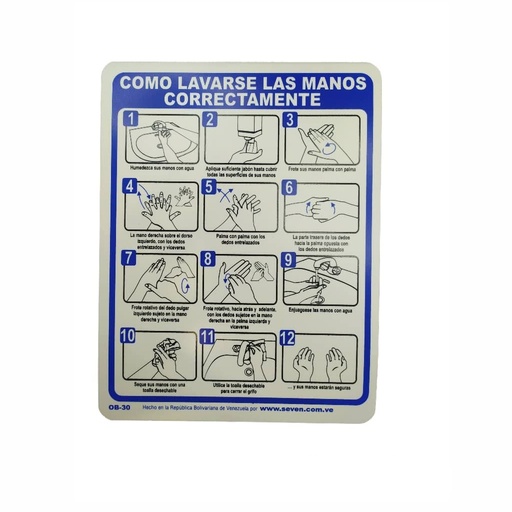 COMO LAVARSE LAS MANOS
CORRECTAMENTE
1
Humedezca sus manos con agua
2
Aplique suficiente jabón hasta cubrir
todas las superficies de sus manos
3
Frote sus manos palma con palma
4
La mano derecha sobre el dorso
izquierdo, con los dedos
entrelazados y viceversa
5
Palma con palma con los
dedos entrelazados
6
La parte trasera de los dedos
hacia la palma opuesta con
los dedos entrelazados
7
Frote rotativo del dedo pulgar
izquierdo sujeto en la mano
derecha y viceversa
8
Frote rotativo, hacia atrás y adelante,
con los dedos sujetos en la mano
derecha en la palma izquierda y
viceversa
9
Enjuaguese las manos con agua
10
Seque sus manos con una
toalla desechable
11
Utilice la toalla desechable
para cerrar el grifo
12
... y sus manos estarán seguras
OB-30 Hecho en la República Bolivariana de Venezuela por www.seven.com.ve